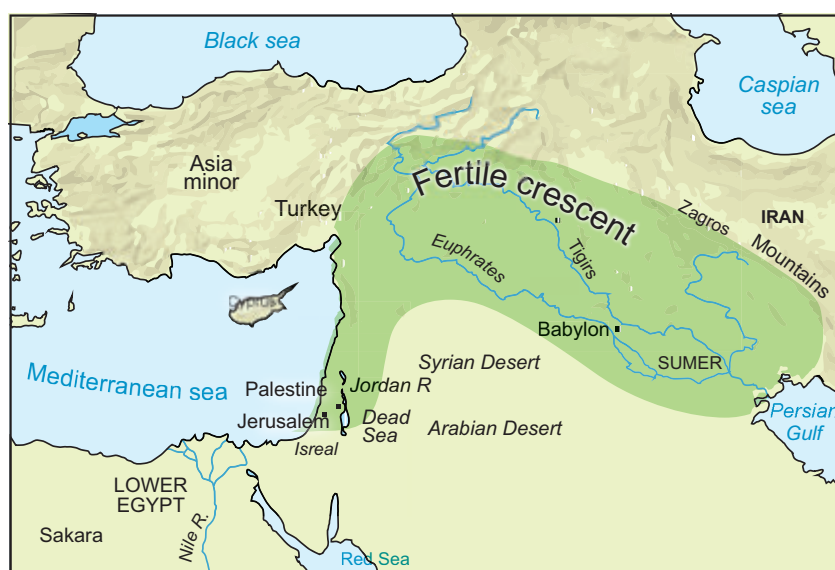 Black sea
Caspian
sea
Asia
minor
Turkey
Fertile crescent
Zagros
Mountains
IRAN
Euphrates
Tigirs
Cyprus
Babylon
SUMER
Mediterranean sea
Syrian Desert
Palestine
Jordan R
Jerusalem
Dead
Sea
Arabian Desert
Isreal
Persian
Gulf
LOWER
EGYPT
Sakara
Nile R.
Red Sea